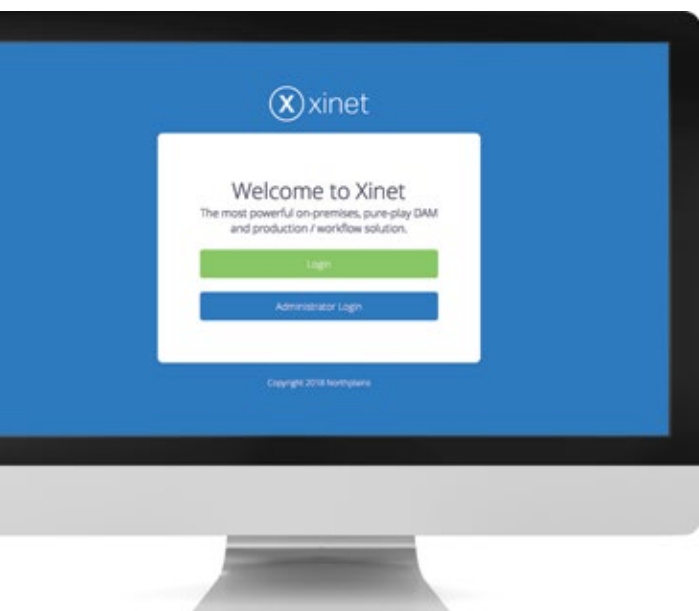 xinet
Welcome to Xinet
The most powerful on-premises, pure-play DAM
and production / workflow solution.
Login
Administrator Login
Copyright 2018 Northplains